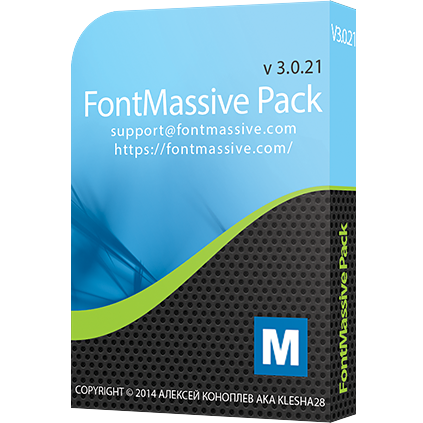 v 3.0.21
FontMassive Pack
support@fontmassive.com
https://fontmassive.com/
M
COPYRIGHT © 2014 АЛЕКСЕЙ КОНОПЛЕВ AKA KLESHA28
V3.0.21
FontMassive Pack